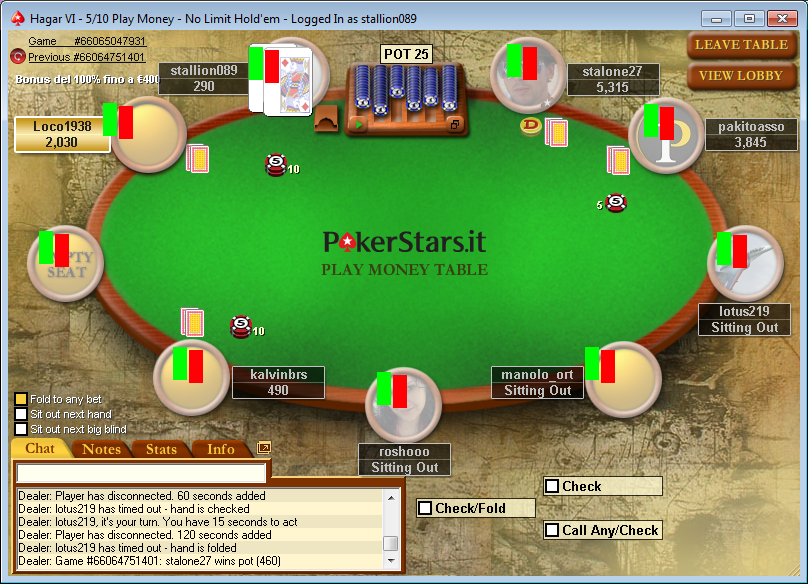 Hagar VI - 5/10 Play Money - No Limit Hold'em - Logged In as stallion089
Game #66065047931
Previous #66064751401
Bonus del 100% fino a €400
LEAVE TABLE
VIEW LOBBY
POT 25
stallion089
290
stalone27
5,315
Loco1938
2,030
pakitoasso
3,845
D
P
10
5
PokerStars.it
PLAY MONEY TABLE
EMPTY
SEAT
lotus219
Sitting Out
10
kalvinbrs
490
manolo_ort
Sitting Out
roshooo
Sitting Out
Fold to any bet
Sit out next hand
Sit out next big blind
Chat
Notes
Stats
Info
Dealer: Player has disconnected. 60 seconds added
Dealer: lotus219 has timed out - hand is checked
Dealer: lotus219, it's your turn. You have 15 seconds to act
Dealer: Player has disconnected. 120 seconds added
Dealer: lotus219 has timed out - hand is folded
Dealer: Game #66064751401: stalone27 wins pot (460)
Check/Fold
Check
Call Any/Check